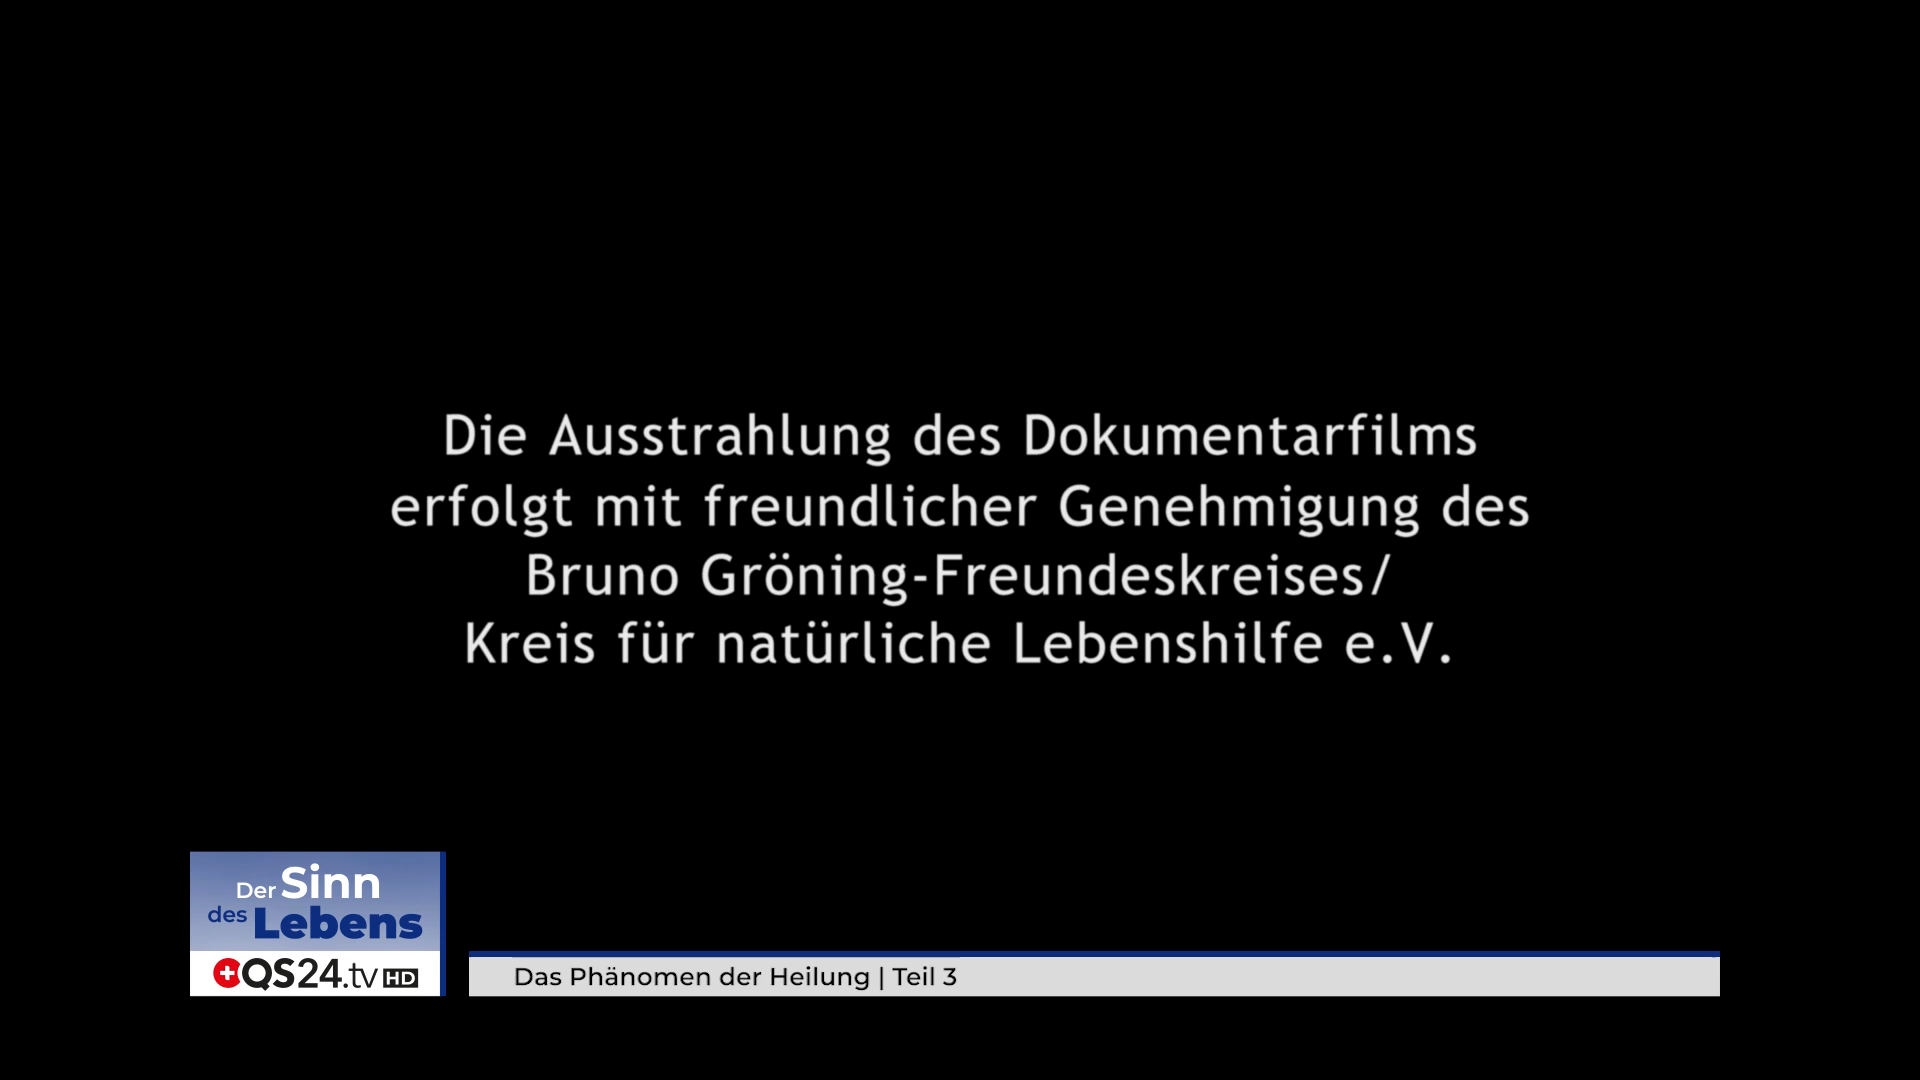 Die Ausstrahlung des Dokumentarfilms
erfolgt mit freundlicher Genehmigung des
Bruno Gröning-Freundeskreises/
Kreis für natürliche Lebenshilfe e.V.
Der Sinn
des Lebens
QS24.tv HD
Das Phänomen der Heilung | Teil 3